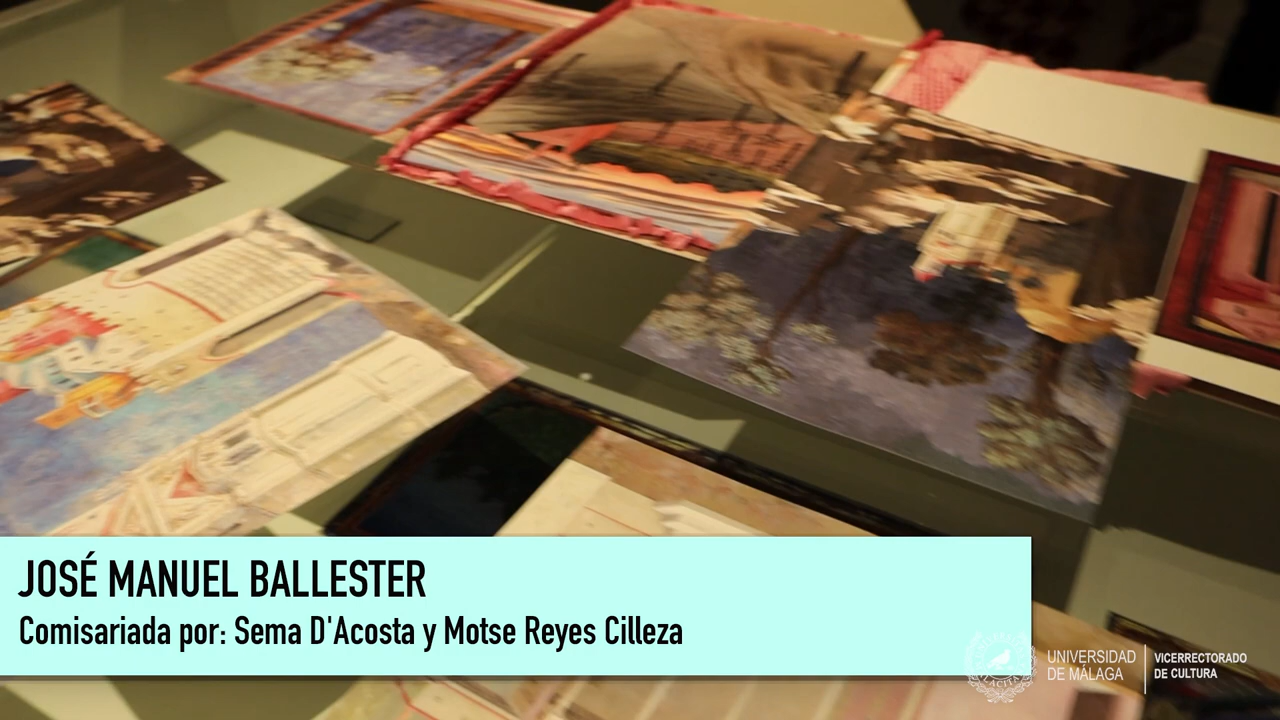 JOSÉ MANUEL BALLESTER
Comisariada por: Sema D'Acosta y Motse Reyes Cilleza
UNIVERSIDAD
DE MÁLAGA
VICERRECTORADO
DE CULTURA